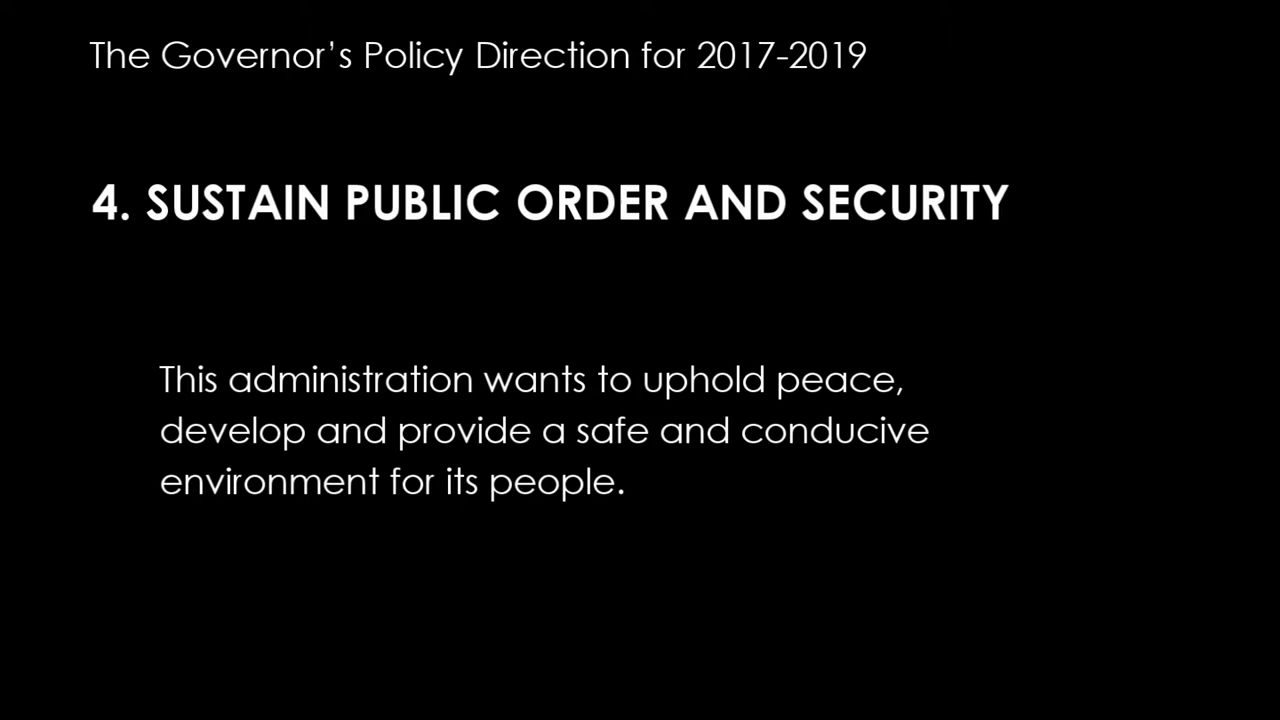 The Governor’s Policy Direction for 2017-2019
4. SUSTAIN PUBLIC ORDER AND SECURITY
This administration wants to uphold peace,
develop and provide a safe and conducive
environment for its people.